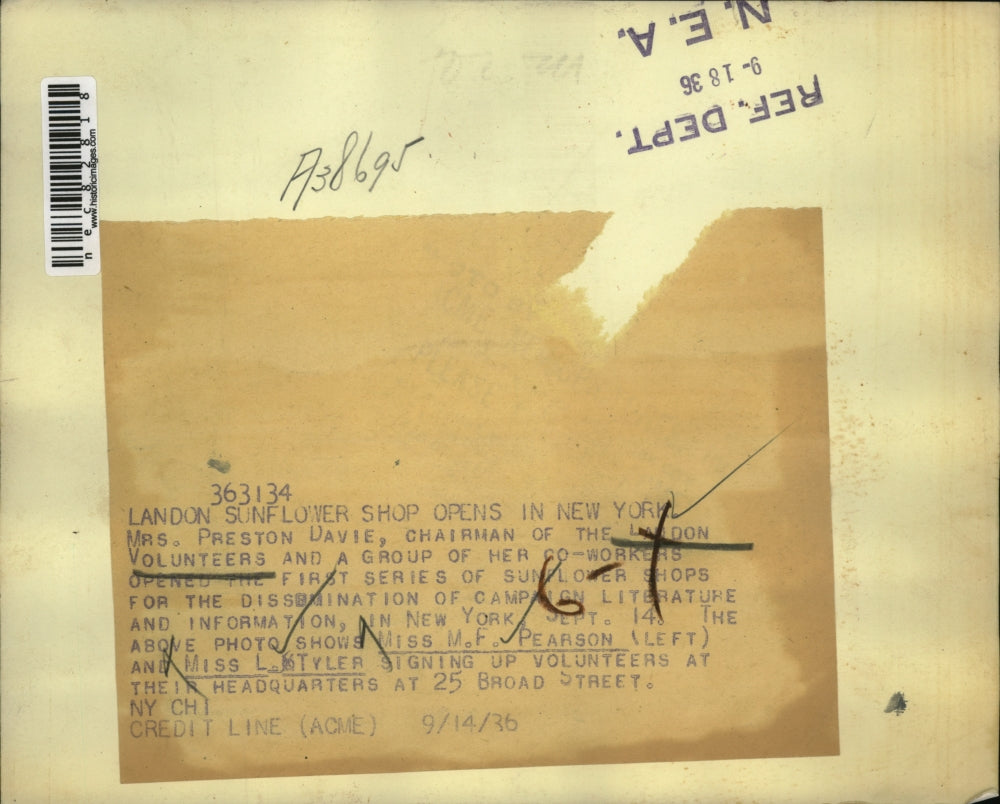 N.E.A.
9-18 36
REF. DEPT.
A38695
nec82818
www.historicimages.com
363134
LANDON SUNFLOWER SHOP OPENS IN NEW YORK
MRS. PRESTON DAVIE, CHAIRMAN OF THE LANDON
VOLUNTEERS AND A GROUP OF HER CO-WORKERS
OPENED THE FIRST SERIES OF SUNFLOWER SHOPS
FOR THE DISSEMINATION OF CAMPAIGN LITERATURE
AND INFORMATION, IN NEW YORK, SEPT. 14. THE
ABOVE PHOTO SHOWS MISS M.F. PEARSON (LEFT)
AND MISS L. TYLER SIGNING UP VOLUNTEERS AT
THEIR HEADQUARTERS AT 25 BROAD STREET.
NY CHI
CREDIT LINE (ACME) 9/14/36